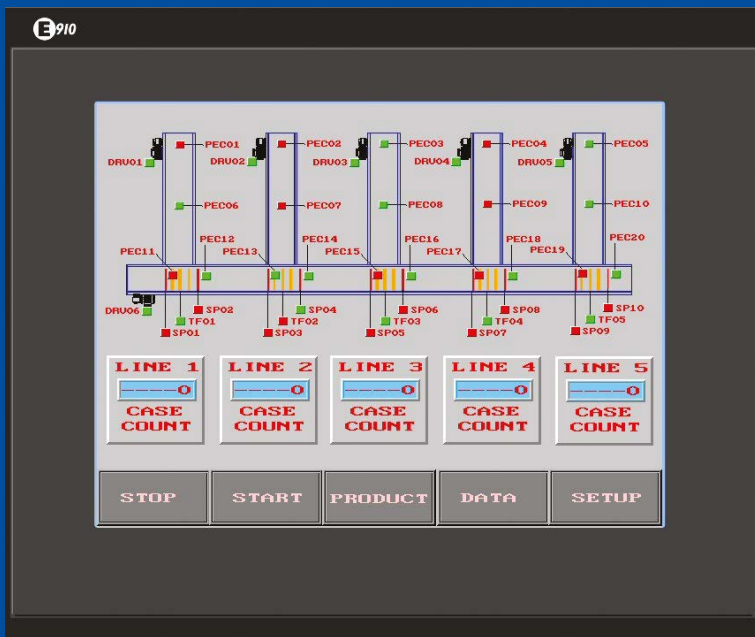 E910
PEC01 PEC02 PEC03 PEC04 PEC05
DRV01 DRV02 DRV03 DRV04 DRV05
PEC06 PEC07 PEC08 PEC09 PEC10
PEC11 PEC12 PEC13 PEC14 PEC15 PEC16 PEC17 PEC18 PEC19 PEC20
DRV06 SP02 SP04 SP06 SP08 SP10
TF01 TF02 TF03 TF04 TF05
SP01 SP03 SP05 SP07 SP09
LINE 1 LINE 2 LINE 3 LINE 4 LINE 5
----0 ----0 ----0 ----0 ----0
CASE CASE CASE CASE CASE
COUNT COUNT COUNT COUNT COUNT
STOP START PRODUCT DATA SETUP